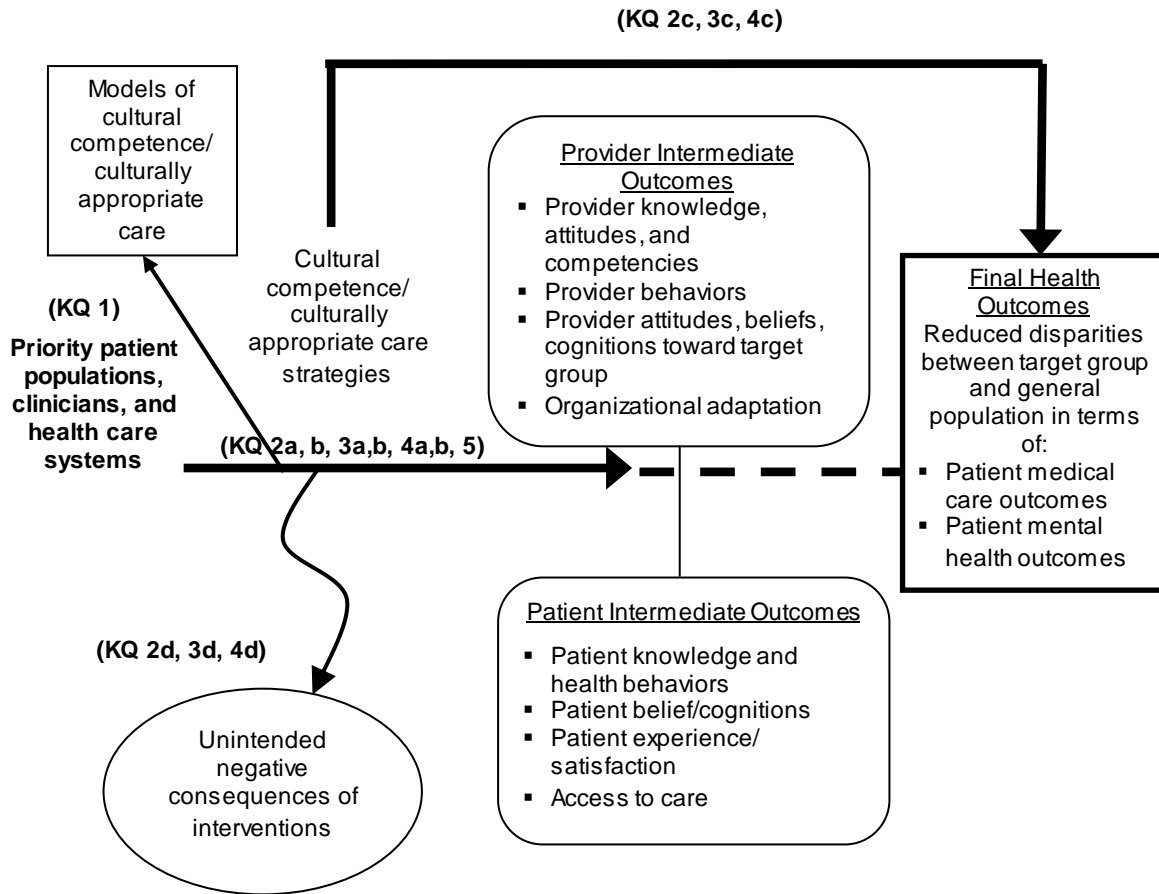 (KQ 2c, 3c, 4c)
Models of
cultural
competence/
culturally
appropriate
care
(KQ 1)
Priority patient
populations,
clinicians, and
health care
systems
Cultural
competence/
culturally
appropriate care
strategies
(KQ 2a, b, 3a,b, 4a,b, 5)
Provider Intermediate
Outcomes
▪ Provider knowledge,
attitudes, and
competencies
▪ Provider behaviors
▪ Provider attitudes, beliefs,
cognitions toward target
group
▪ Organizational adaptation
Final Health
Outcomes
Reduced disparities
between target group
and general
population in terms
of:
▪ Patient medical
care outcomes
▪ Patient mental
health outcomes
(KQ 2d, 3d, 4d)
Unintended
negative
consequences of
interventions
Patient Intermediate Outcomes
▪ Patient knowledge and
health behaviors
▪ Patient belief/cognitions
▪ Patient experience/
satisfaction
▪ Access to care